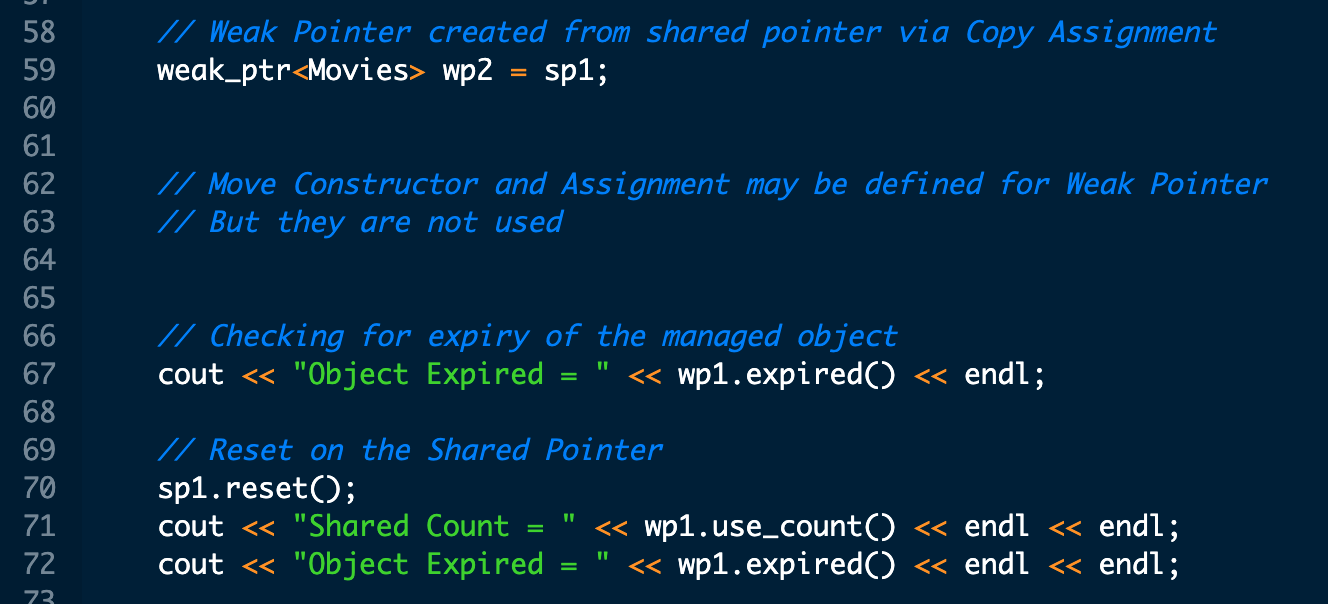 58 // Weak Pointer created from shared pointer via Copy Assignment
59 weak_ptr<Movies> wp2 = sp1;
60
61
62 // Move Constructor and Assignment may be defined for Weak Pointer
63 // But they are not used
64
65
66 // Checking for expiry of the managed object
67 cout << "Object Expired = " << wp1.expired() << endl;
68
69 // Reset on the Shared Pointer
70 sp1.reset();
71 cout << "Shared Count = " << wp1.use_count() << endl << endl;
72 cout << "Object Expired = " << wp1.expired() << endl << endl;